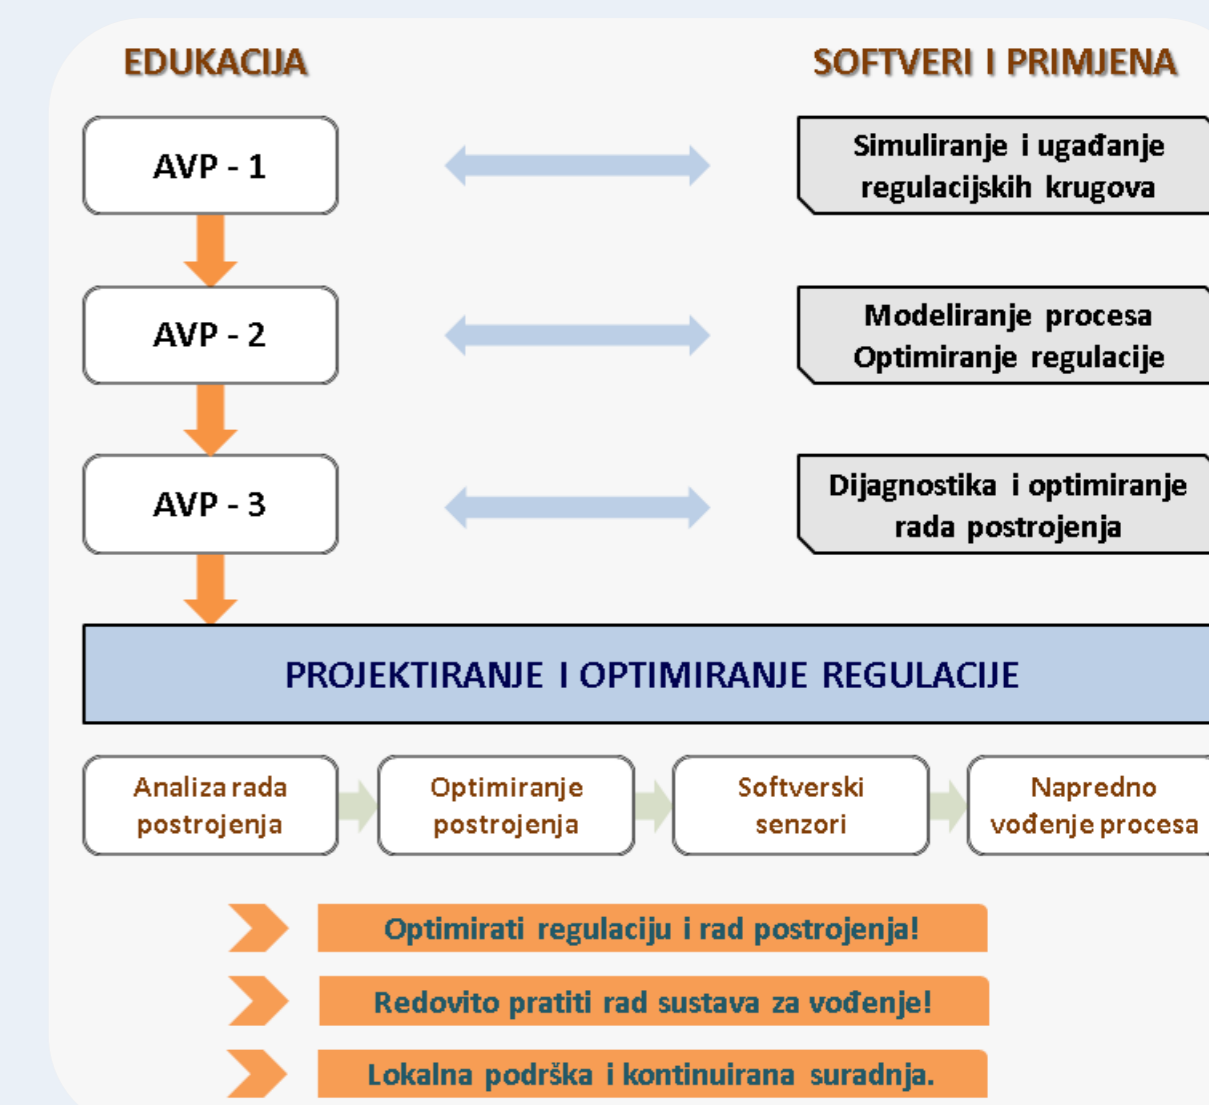 EDUKACIJA
SOFTVERI I PRIMJENA
AVP - 1
Simuliranje i ugađanje
regulacijskih krugova
AVP - 2
Modeliranje procesa
Optimiranje regulacije
AVP - 3
Dijagnostika i optimiranje
rada postrojenja
PROJEKTIRANJE I OPTIMIRANJE REGULACIJE
Analiza rada
postrojenja
Optimiranje
postrojenja
Softverski
senzori
Napredno
vođenje procesa
Optimirati regulaciju i rad postrojenja!
Redovito pratiti rad sustava za vođenje!
Lokalna podrška i kontinuirana suradnja.